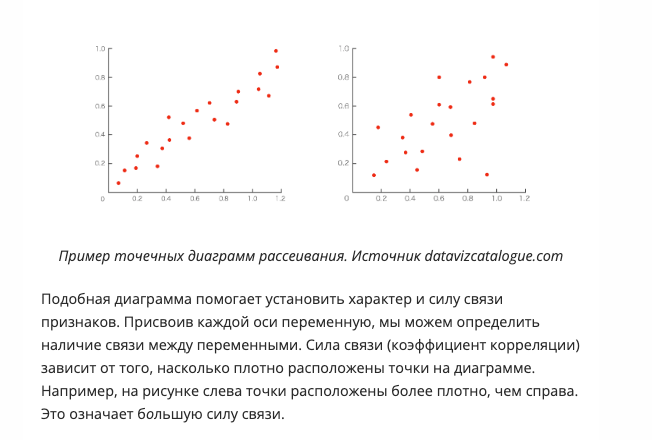 1.0
0.8
0.6
0.4
0.2
0 0.2 0.4 0.6 0.8 1.0 1.2
1.0
0.8
0.6
0.4
0.2
0 0.2 0.4 0.6 0.8 1.0 1.2
Пример точечных диаграмм рассеивания. Источник datavizcatalogue.com
Подобная диаграмма помогает установить характер и силу связи
признаков. Присвоив каждой оси переменную, мы можем определить
наличие связи между переменными. Сила связи (коэффициент корреляции)
зависит от того, насколько плотно расположены точки на диаграмме.
Например, на рисунке слева точки расположены более плотно, чем справа.
Это означает большую силу связи.